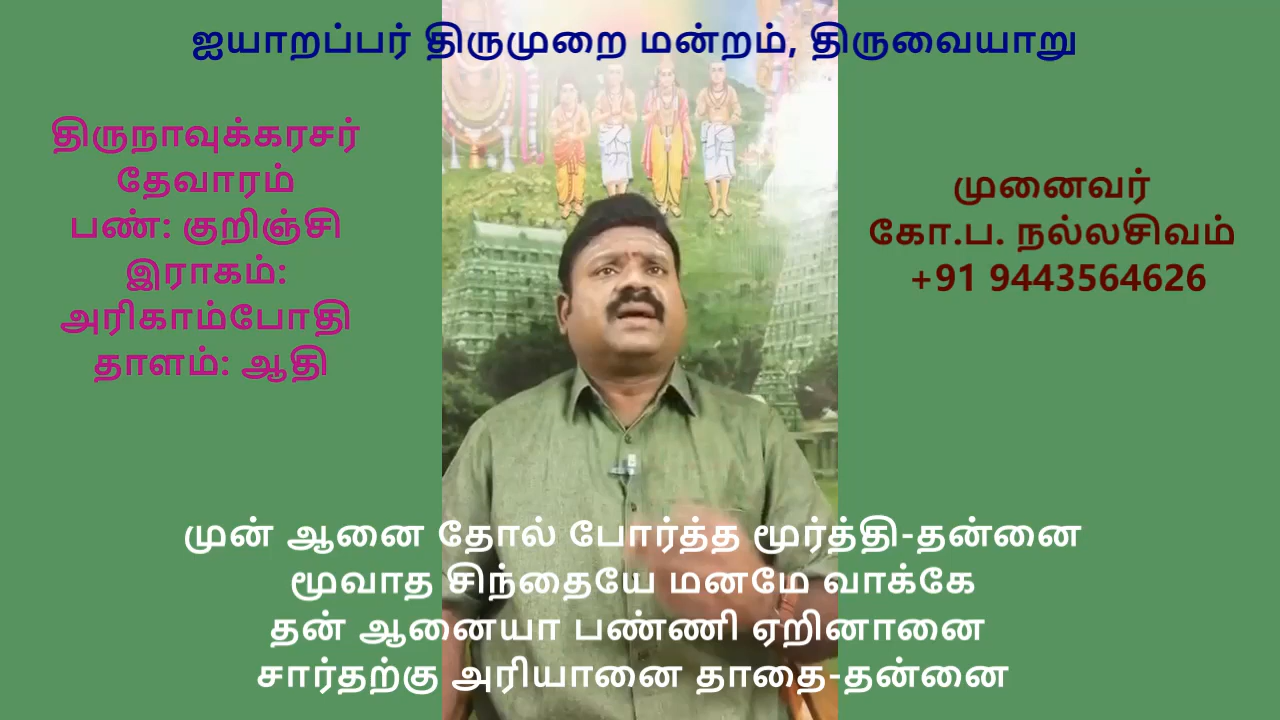 ஐயாறப்பர் திருமுறை மன்றம், திருவையாறு
திருநாவுக்கரசர்
தேவாரம்
பண்: குறிஞ்சி
இராகம்:
அரிகாம்போதி
தாளம்: ஆதி
முனைவர்
கோ.ப. நல்லசிவம்
+91 9443564626
முன் ஆனை தோல் போர்த்த மூர்த்தி-தன்னை
மூவாத சிந்தையே மனமே வாக்கே
தன் ஆனையா பண்ணி ஏறினானை
சார்தற்கு அரியானை தாதை-தன்னை